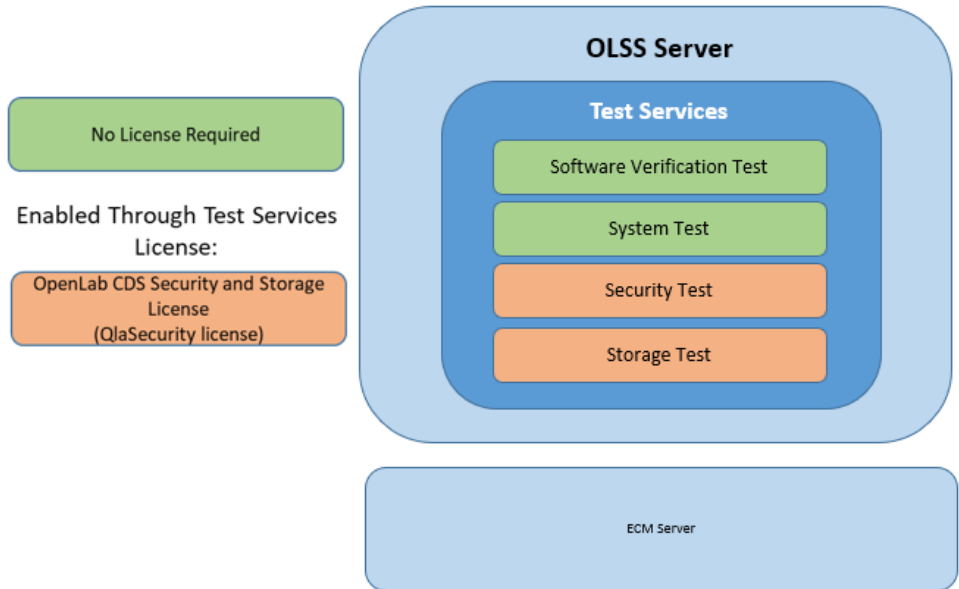 OLSS Server
Test Services
No License Required
Software Verification Test
System Test
Enabled Through Test Services
License:
OpenLab CDS Security and Storage
License
(QlaSecurity license)
Security Test
Storage Test
ECM Server